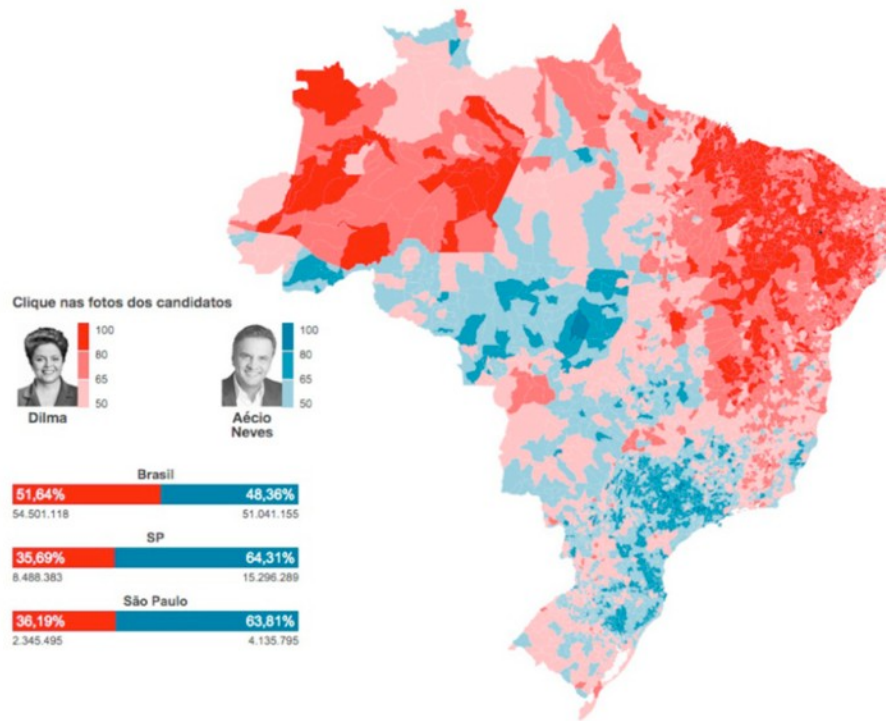 Clique nas fotos dos candidatos
100
80
65
50
Dilma
100
80
65
50
Aécio
Neves
Brasil
51,64% 48,36%
54.501.118 51.041.155
SP
35,69% 64,31%
8.488.383 15.296.289
São Paulo
36,19% 63,81%
2.345.495 4.135.795